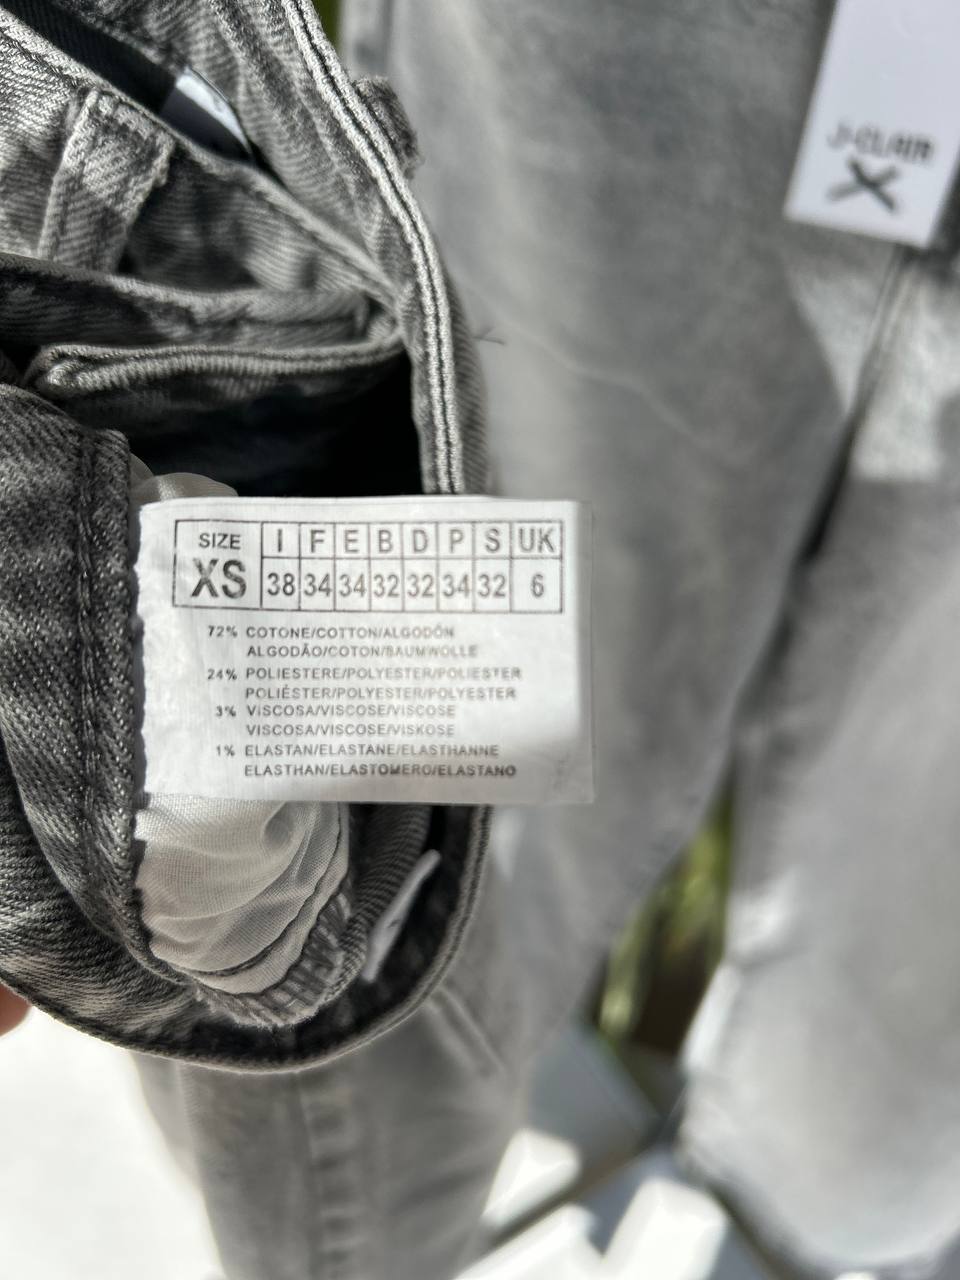 J-CLAIR
X
SIZE I F E B D P S UK
XS 38 34 34 32 32 34 32 6
72% COTONE/COTTON/ALGODÓN
ALGODÃO/COTON/BAUMWOLLE
24% POLIESTERE/POLYESTER/POLIESTER
POLIÉSTER/POLYESTER/POLYESTER
3% VISCOSA/VISCOSE/VISCOSE
VISCOSA/VISCOSE/VISKOSE
1% ELASTAN/ELASTANE/ELASTHANNE
ELASTHAN/ELASTOMERO/ELASTANO